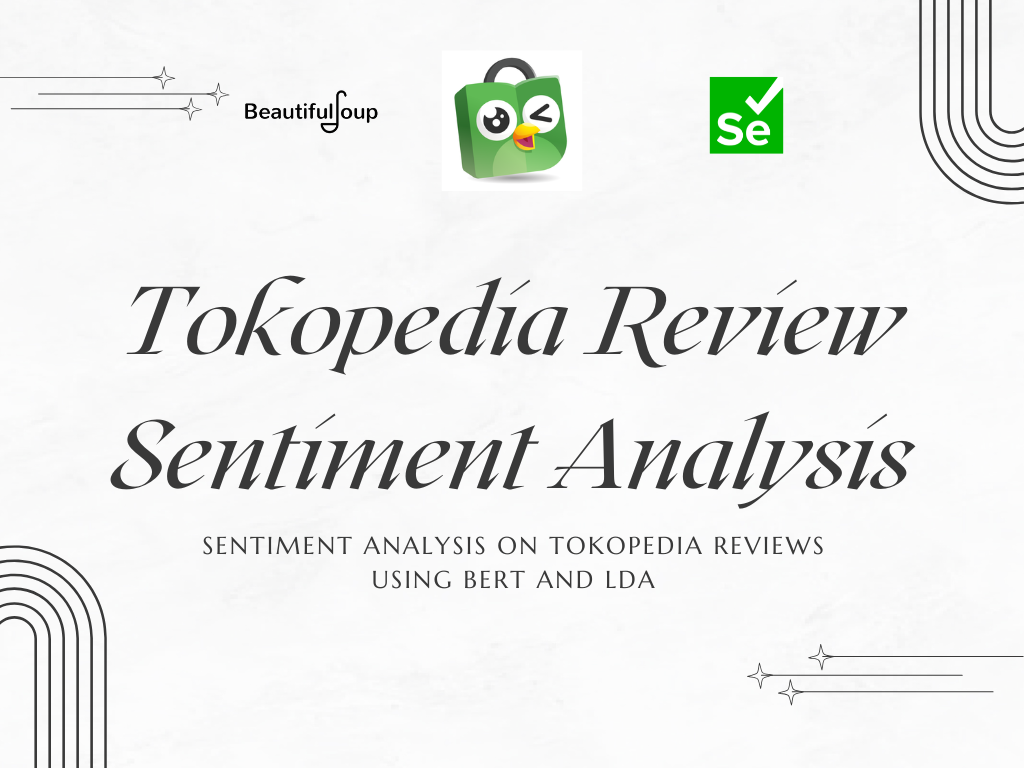 BeautifulSoup
Se
Tokopedia Review
Sentiment Analysis
SENTIMENT ANALYSIS ON TOKOPEDIA REVIEWS
USING BERT AND LDA